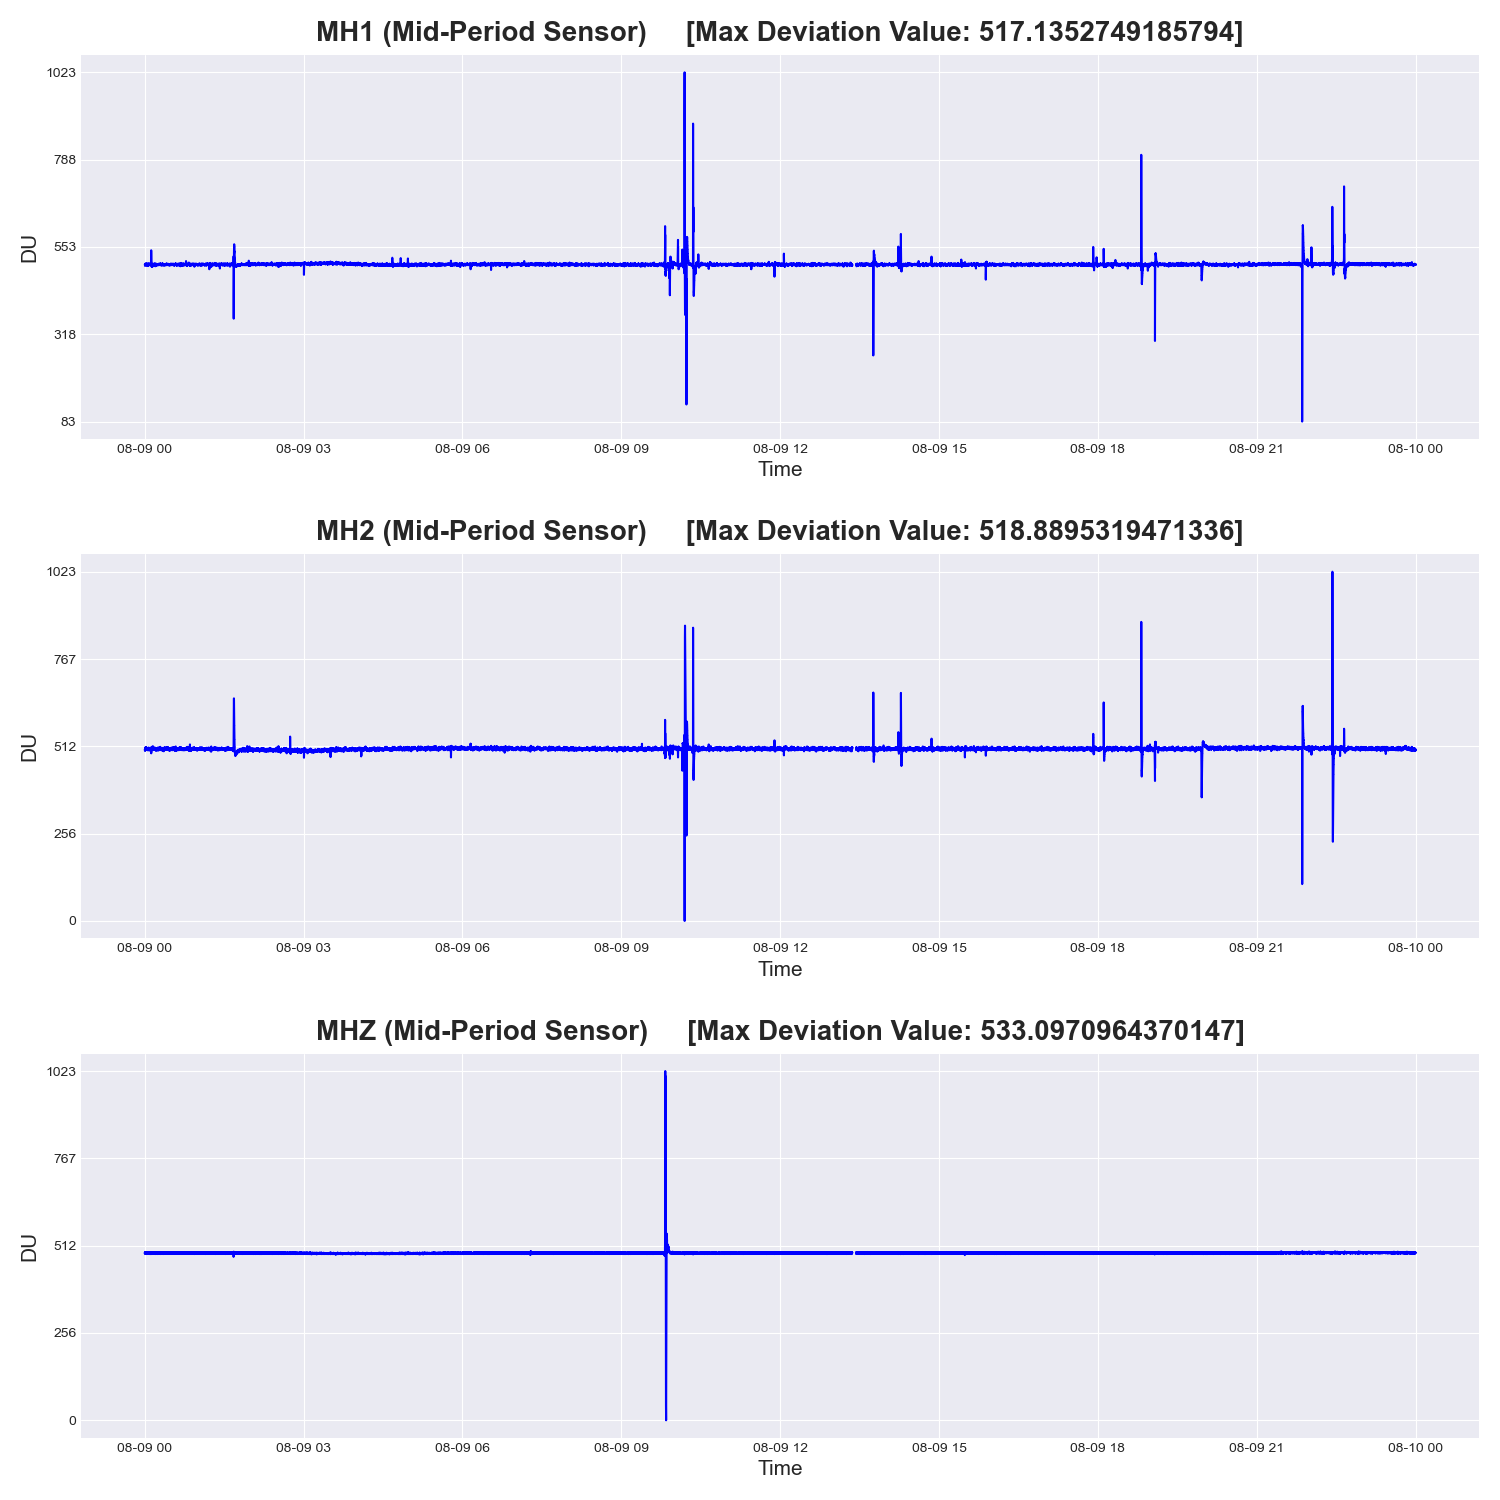 MH1 (Mid-Period Sensor) [Max Deviation Value: 517.1352749185794]
1023
788
553
318
83
DU
08-09 00 08-09 03 08-09 06 08-09 09 08-09 12 08-09 15 08-09 18 08-09 21 08-10 00
Time
MH2 (Mid-Period Sensor) [Max Deviation Value: 518.8895319471336]
1023
767
512
256
0
DU
08-09 00 08-09 03 08-09 06 08-09 09 08-09 12 08-09 15 08-09 18 08-09 21 08-10 00
Time
MHZ (Mid-Period Sensor) [Max Deviation Value: 533.0970964370147]
1023
767
512
256
0
DU
08-09 00 08-09 03 08-09 06 08-09 09 08-09 12 08-09 15 08-09 18 08-09 21 08-10 00
Time